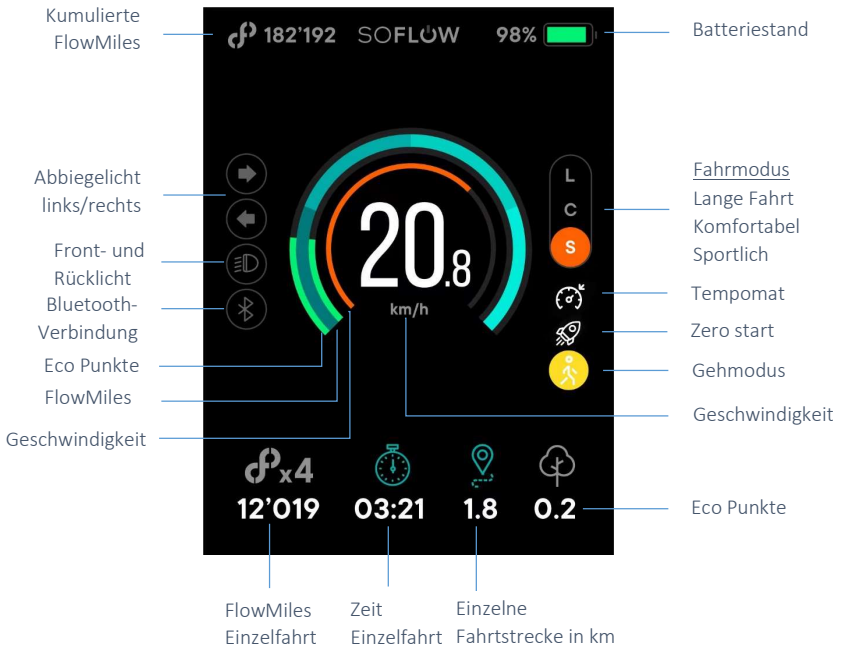 Kumulierte
FlowMiles
182’192
SOFLOW
98%
Batteriestand
Abbiegelicht
links/rechts
Front- und
Rücklicht
Bluetooth-
Verbindung
Eco Punkte
FlowMiles
Geschwindigkeit
20.8
km/h
L
C
S
Fahrmodus
Lange Fahrt
Komfortabel
Sportlich
Tempomat
Zero start
Gehmodus
Geschwindigkeit
x4
12’019
03:21
1.8
0.2
Eco Punkte
FlowMiles
Einzelfahrt
Zeit
Einzelfahrt
Einzelne
Fahrtstrecke in km